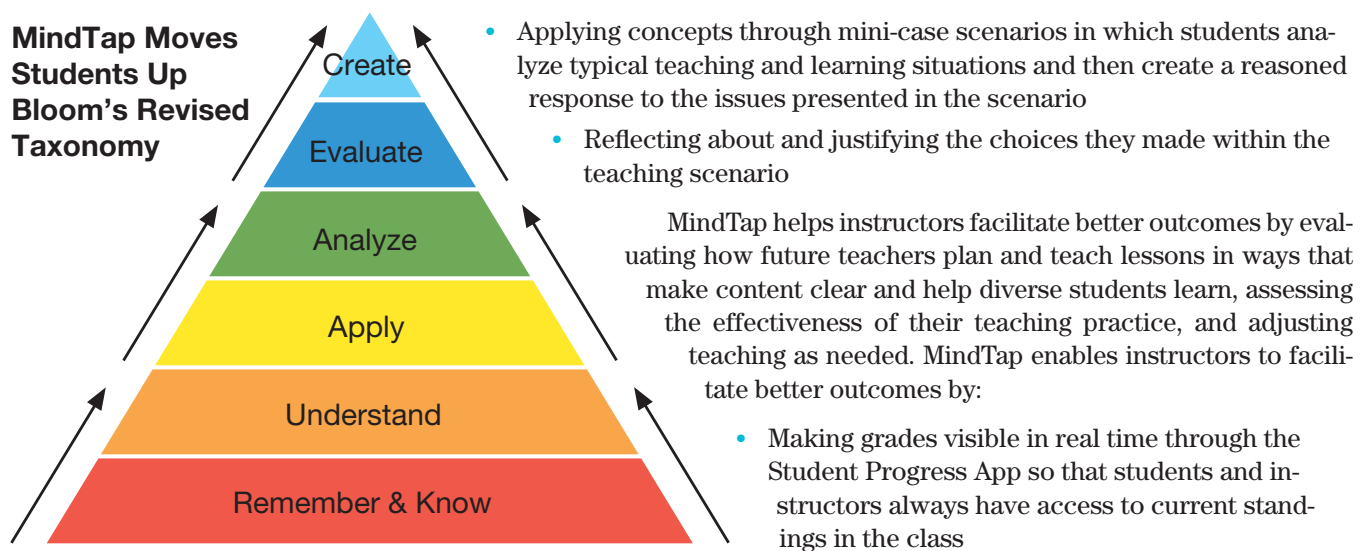 MindTap Moves
Students Up
Bloom’s Revised
Taxonomy
Create
Evaluate
Analyze
Apply
Understand
Remember & Know
• Applying concepts through mini-case scenarios in which students ana-
lyze typical teaching and learning situations and then create a reasoned
response to the issues presented in the scenario
• Reflecting about and justifying the choices they made within the
teaching scenario
MindTap helps instructors facilitate better outcomes by eval-
uating how future teachers plan and teach lessons in ways that
make content clear and help diverse students learn, assessing
the effectiveness of their teaching practice, and adjusting
teaching as needed. MindTap enables instructors to facili-
tate better outcomes by:
• Making grades visible in real time through the
Student Progress App so that students and in-
structors always have access to current stand-
ings in the class